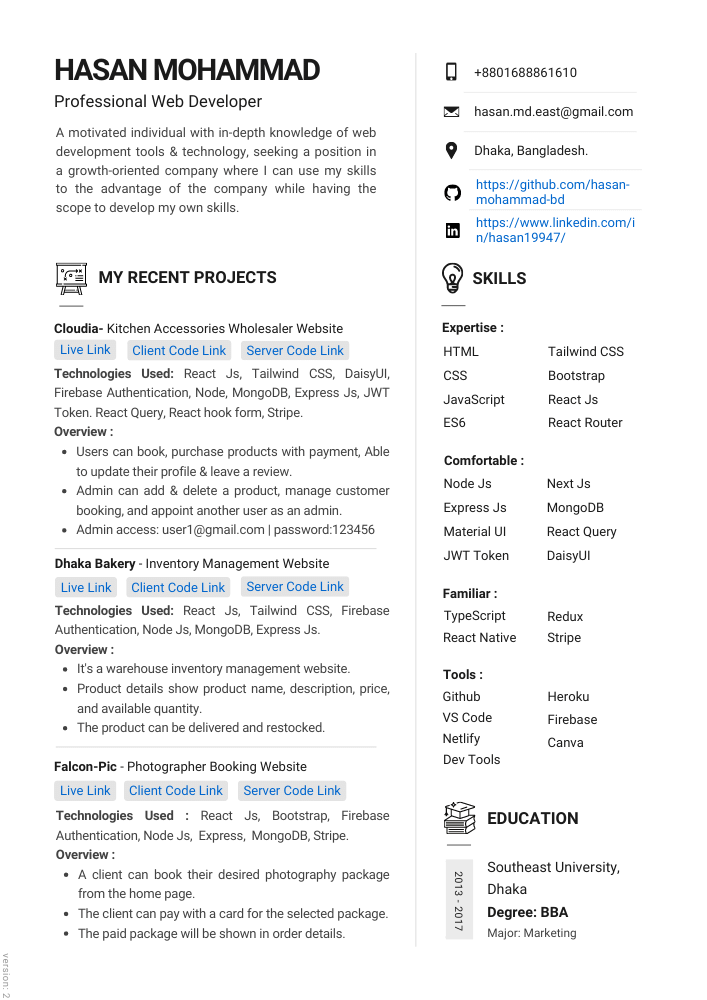 HASAN MOHAMMAD
Professional Web Developer
A motivated individual with in-depth knowledge of web
development tools & technology, seeking a position in
a growth-oriented company where I can use my skills
to the advantage of the company while having the
scope to develop my own skills.
MY RECENT PROJECTS
Cloudia- Kitchen Accessories Wholesaler Website
Live Link Client Code Link Server Code Link
Technologies Used: React Js, Tailwind CSS, DaisyUI,
Firebase Authentication, Node, MongoDB, Express Js, JWT
Token. React Query, React hook form, Stripe.
Overview :
• Users can book, purchase products with payment, Able
to update their profile & leave a review.
• Admin can add & delete a product, manage customer
booking, and appoint another user as an admin.
• Admin access: user1@gmail.com | password:123456
Dhaka Bakery - Inventory Management Website
Live Link Client Code Link Server Code Link
Technologies Used: React Js, Tailwind CSS, Firebase
Authentication, Node Js, MongoDB, Express Js.
Overview :
• It's a warehouse inventory management website.
• Product details show product name, description, price,
and available quantity.
• The product can be delivered and restocked.
Falcon-Pic - Photographer Booking Website
Live Link Client Code Link Server Code Link
Technologies Used : React Js, Bootstrap, Firebase
Authentication, Node Js, Express, MongoDB, Stripe.
Overview :
• A client can book their desired photography package
from the home page.
• The client can pay with a card for the selected package.
• The paid package will be shown in order details.
+8801688861610
hasan.md.east@gmail.com
Dhaka, Bangladesh.
https://github.com/hasan-
mohammad-bd
https://www.linkedin.com/i
n/hasan19947/
SKILLS
Expertise :
HTML Tailwind CSS
CSS Bootstrap
JavaScript React Js
ES6 React Router
Comfortable :
Node Js Next Js
Express Js MongoDB
Material UI React Query
JWT Token DaisyUI
Familiar :
TypeScript Redux
React Native Stripe
Tools :
Github Heroku
VS Code Firebase
Netlify Canva
Dev Tools
EDUCATION
2013 - 2017
Southeast University,
Dhaka
Degree: BBA
Major: Marketing
version: 2